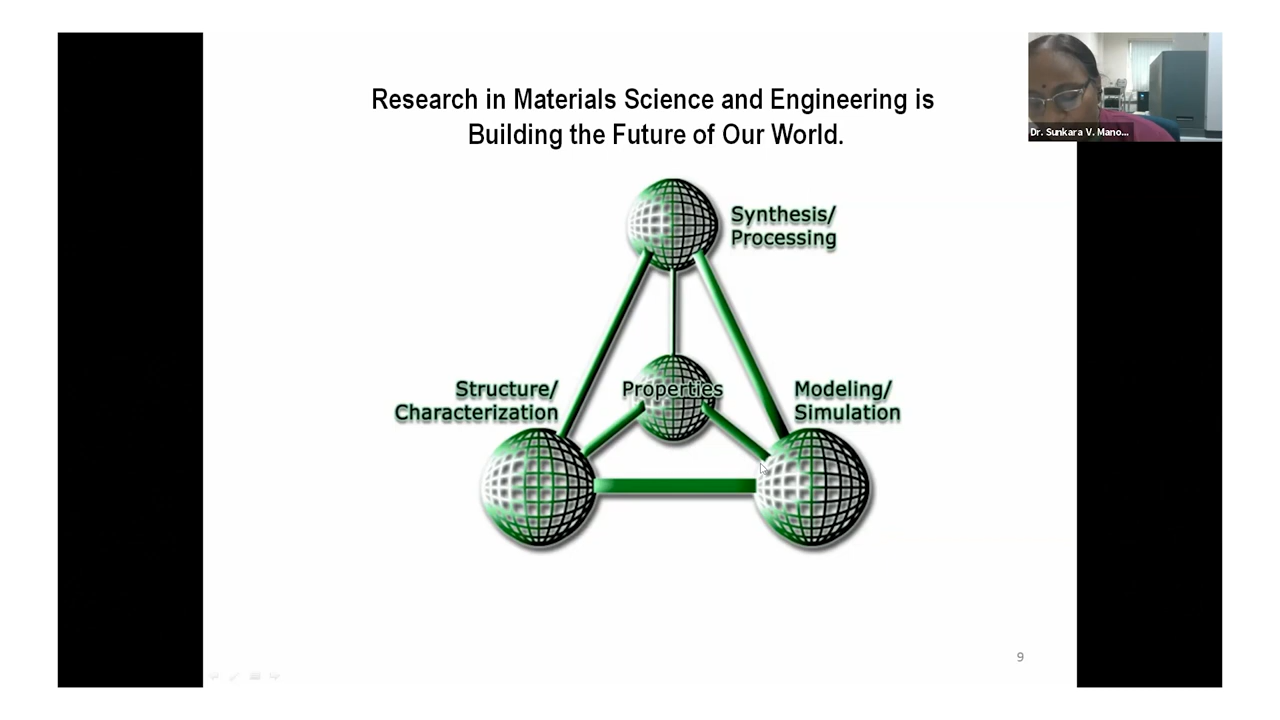 Research in Materials Science and Engineering is
Building the Future of Our World.
Dr. Sunkara V. Mano...
Synthesis/
Processing
Structure/
Characterization
Properties
Modeling/
Simulation
9